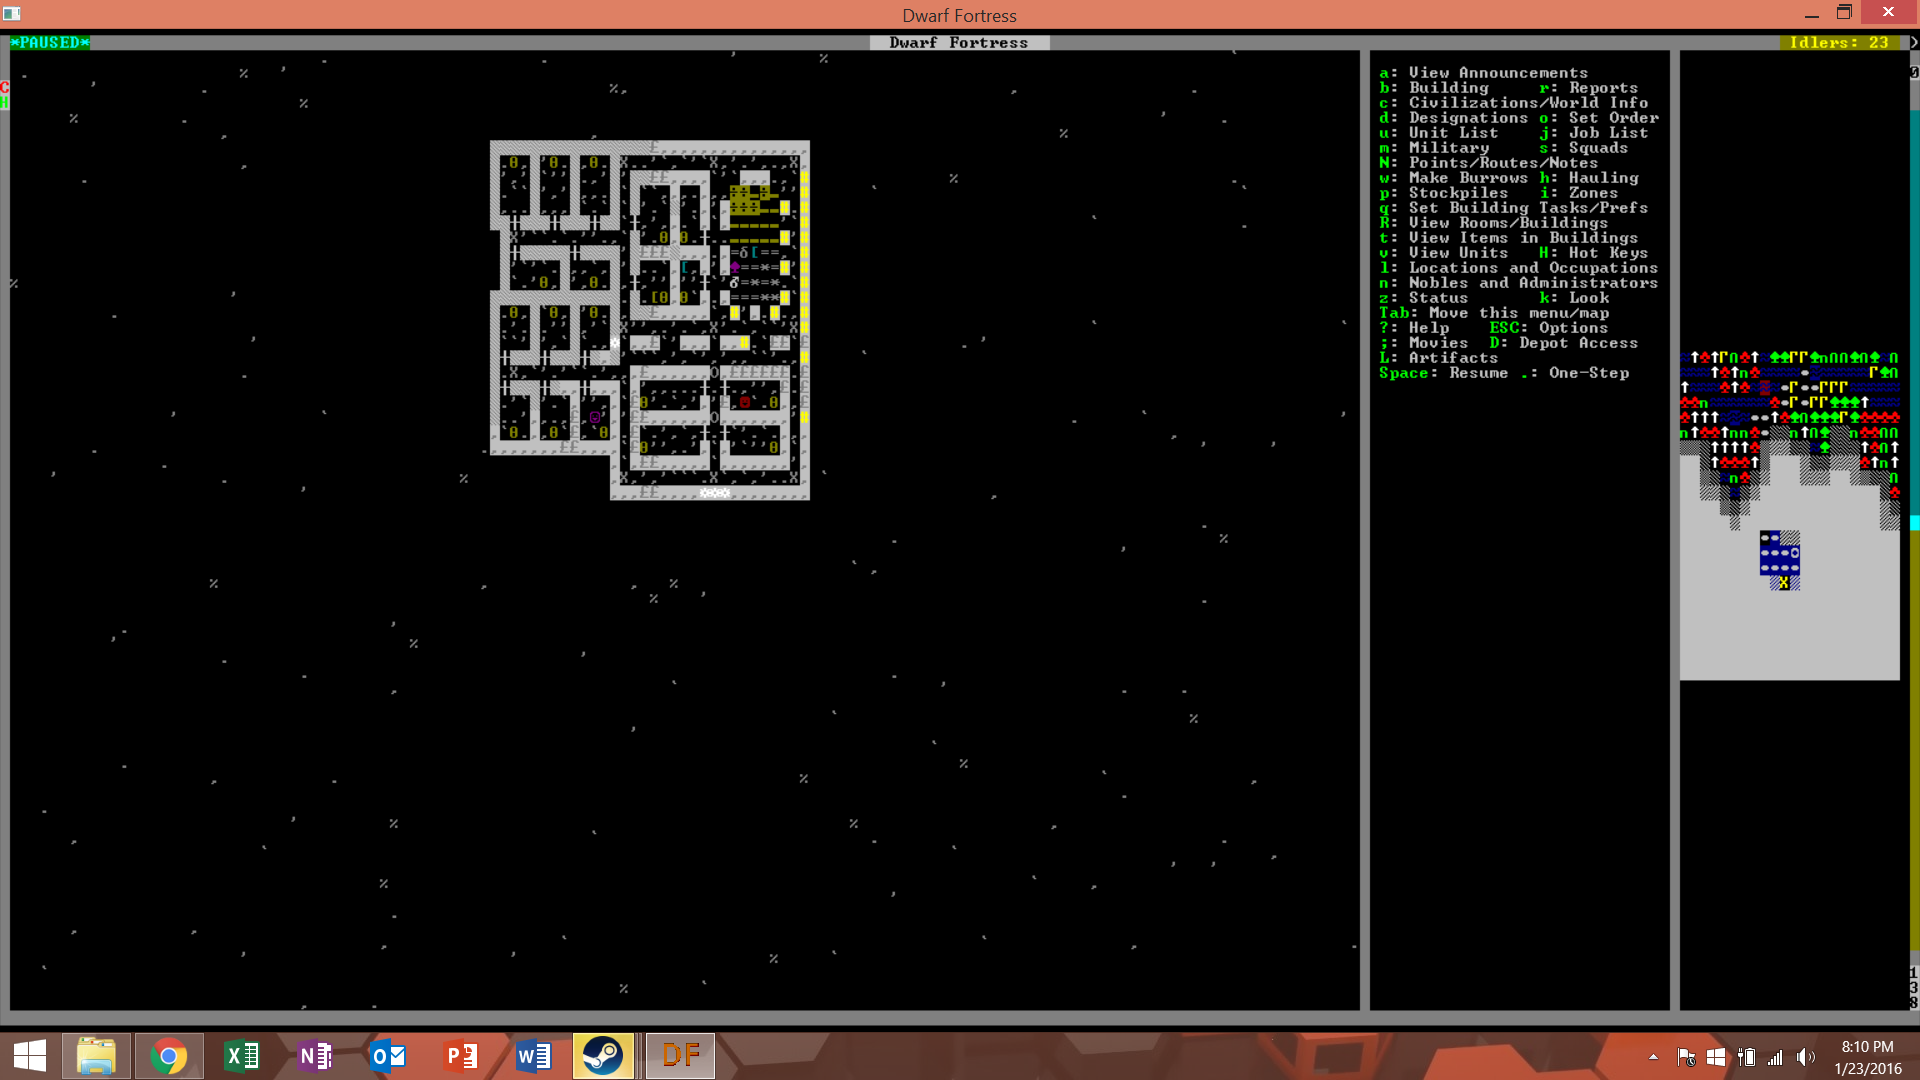 Dwarf Fortress
*PAUSED*
Dwarf Fortress
Idlers: 23
C
H
a: View Announcements
b: Building r: Reports
c: Civilizations/World Info
d: Designations o: Set Order
u: Unit List j: Job List
m: Military s: Squads
N: Points/Routes/Notes
w: Make Burrows h: Hauling
p: Stockpiles i: Zones
q: Set Building Tasks/Prefs
R: View Rooms/Buildings
t: View Items in Buildings
v: View Units H: Hot Keys
l: Locations and Occupations
n: Nobles and Administrators
z: Status k: Look
Tab: Move this menu/map
?: Help ESC: Options
;: Movies D: Depot Access
L: Artifacts
Space: Resume .: One-Step
0
138
DF
8:10 PM
1/23/2016